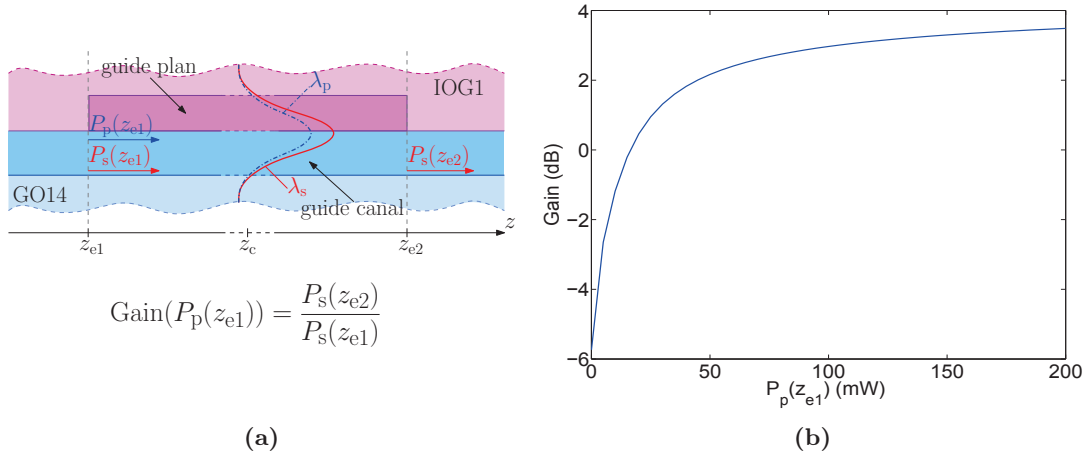 guide plan
IOG1
λp
Pp(ze1)
Ps(ze1)
Ps(ze2)
GO14
λs
guide canal
z
ze1
zc
ze2
Gain(Pp(ze1)) = Ps(ze2) / Ps(ze1)
(a)
Gain (dB)
4
2
0
−2
−4
−6
0
50
100
150
200
Pp(ze1) (mW)
(b)